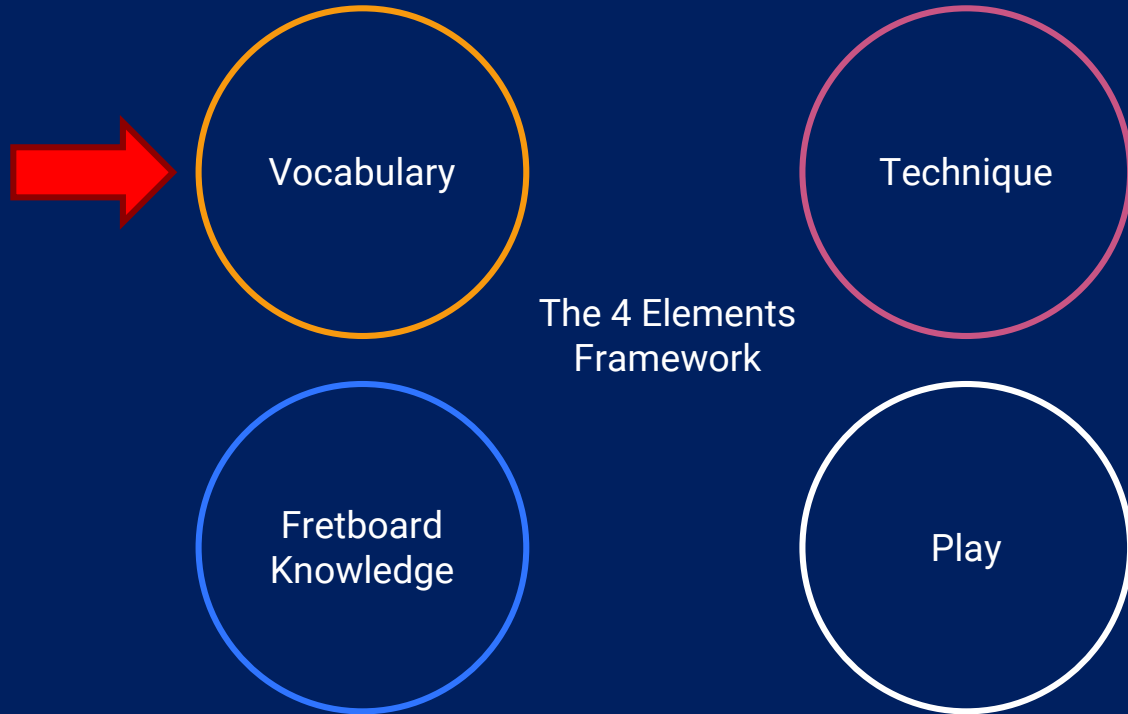 Vocabulary
Technique
The 4 Elements
Framework
Fretboard
Knowledge
Play